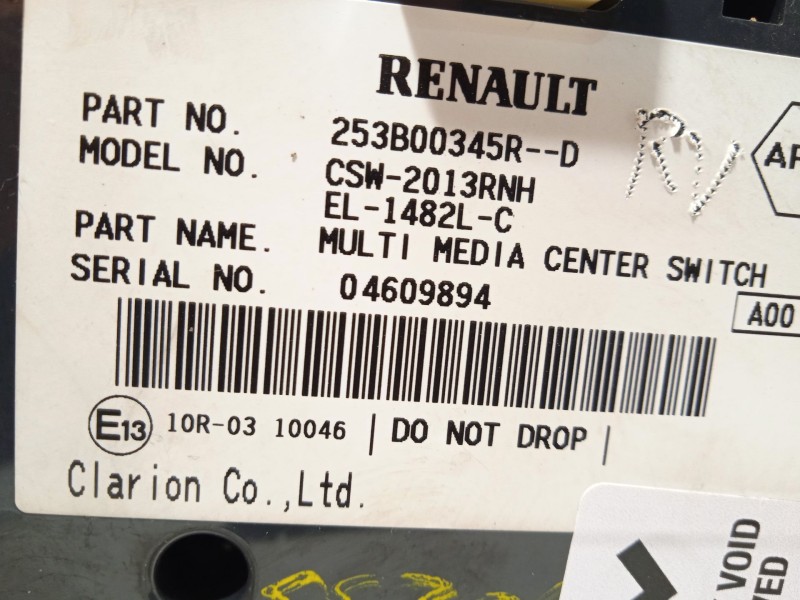 RENAULT
PART NO. 253B00345R--D
MODEL NO. CSW-2013RNH
EL-1482L-C
PART NAME. MULTI MEDIA CENTER SWITCH
SERIAL NO. 04609894
RV
A00
E13 10R-03 10046 | DO NOT DROP |
Clarion Co.,Ltd.
VOID